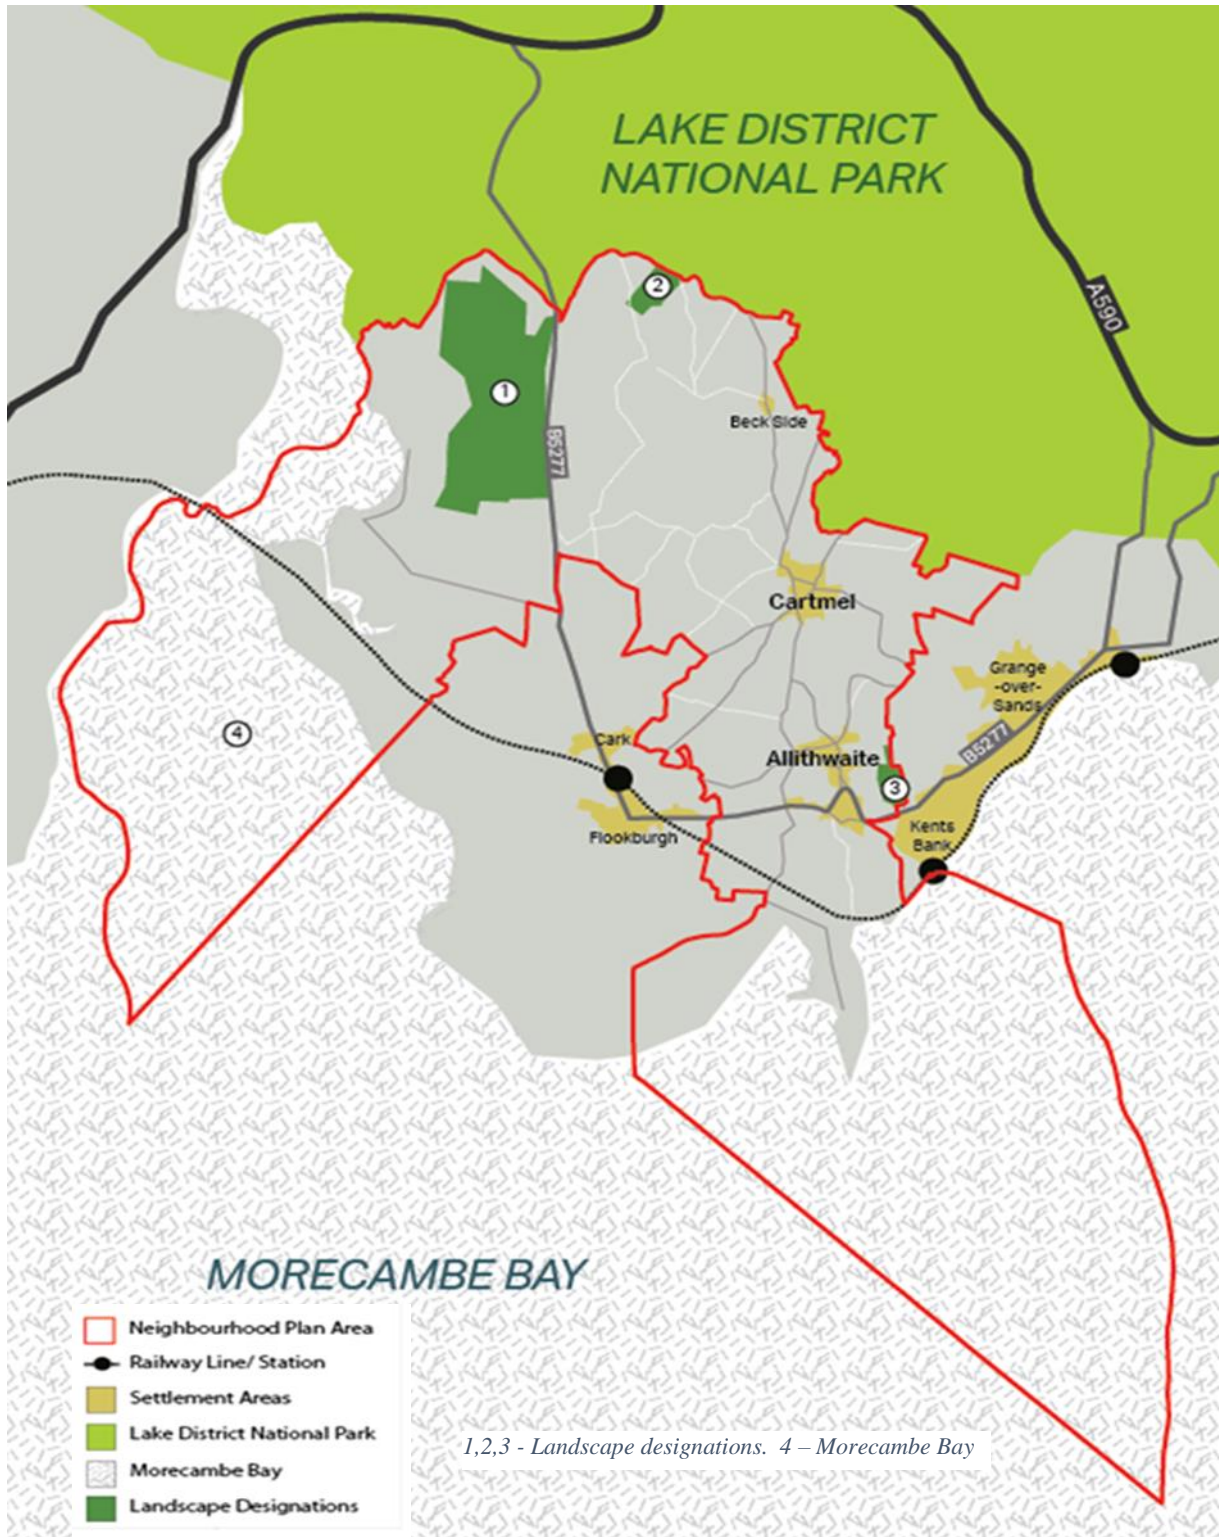 LAKE DISTRICT
NATIONAL PARK
A590
2
1
Beck Side
B5277
Cartmel
Grange
-over-
Sands
4
Cark
B5277
Allithwaite
3
Flookburgh
Kents
Bank
MORECAMBE BAY
Neighbourhood Plan Area
Railway Line/ Station
Settlement Areas
Lake District National Park
Morecambe Bay
Landscape Designations
1,2,3 - Landscape designations. 4 – Morecambe Bay